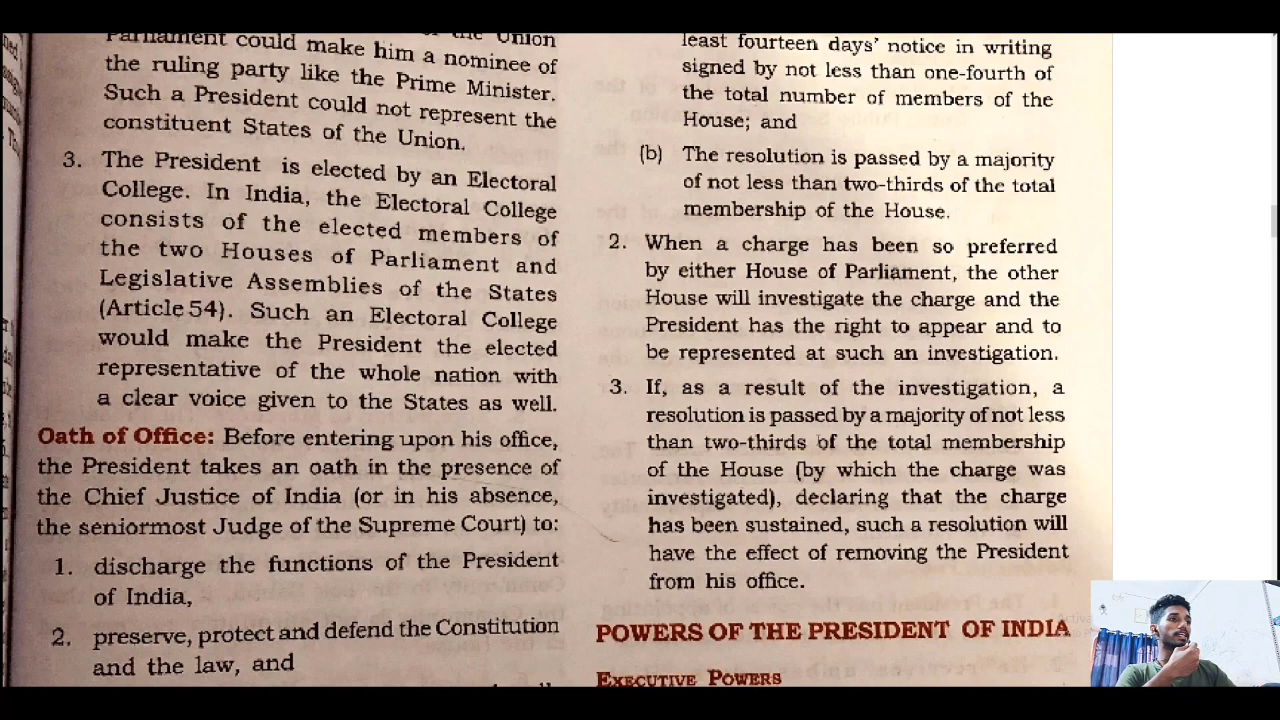 the Union
Parliament could make him a nominee of
the ruling party like the Prime Minister.
Such a President could not represent the
constituent States of the Union.
3. The President is elected by an Electoral
College. In India, the Electoral College
consists of the elected members of
the two Houses of Parliament and
Legislative Assemblies of the States
(Article 54). Such an Electoral College
would make the President the elected
representative of the whole nation with
a clear voice given to the States as well.
Oath of Office: Before entering upon his office,
the President takes an oath in the presence of
the Chief Justice of India (or in his absence,
the seniormost Judge of the Supreme Court) to:
1. discharge the functions of the President
of India,
2. preserve, protect and defend the Constitution
and the law, and
least fourteen days' notice in writing
signed by not less than one-fourth of
the total number of members of the
House; and
(b) The resolution is passed by a majority
of not less than two-thirds of the total
membership of the House.
2. When a charge has been so preferred
by either House of Parliament, the other
House will investigate the charge and the
President has the right to appear and to
be represented at such an investigation.
3. If, as a result of the investigation, a
resolution is passed by a majority of not less
than two-thirds of the total membership
of the House (by which the charge was
investigated), declaring that the charge
has been sustained, such a resolution will
have the effect of removing the President
from his office.
POWERS OF THE PRESIDENT OF INDIA
EXECUTIVE POWERS